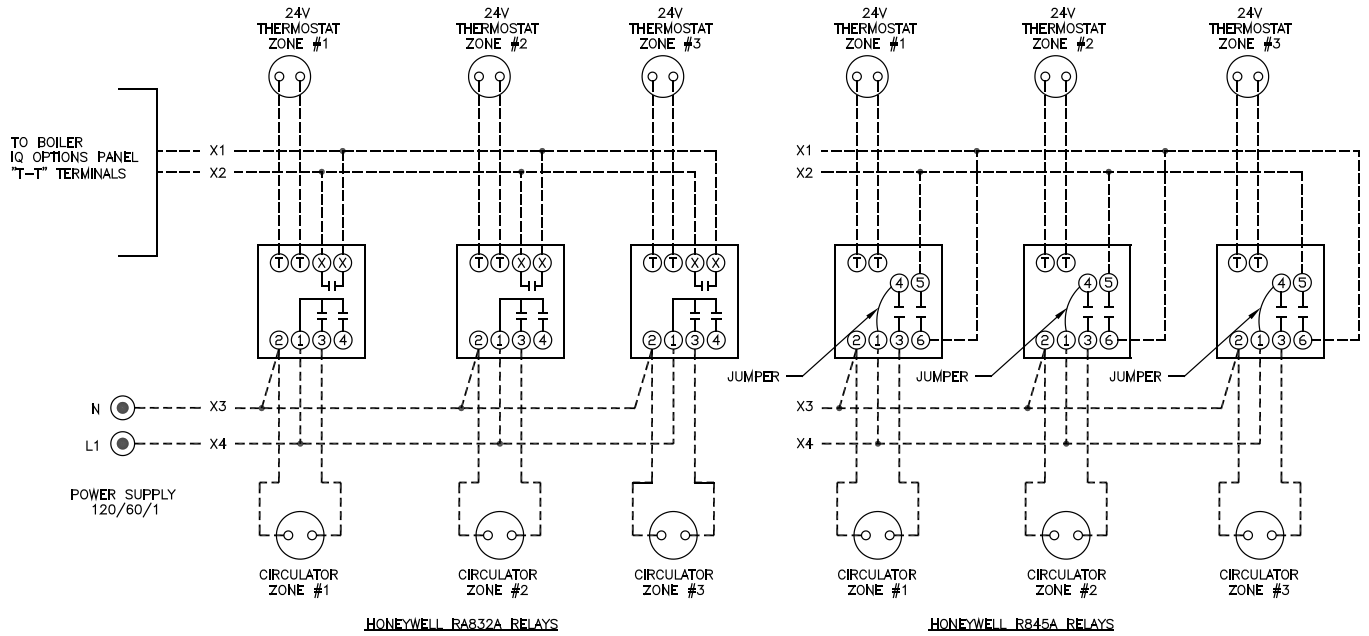 24V
THERMOSTAT
ZONE #1
24V
THERMOSTAT
ZONE #2
24V
THERMOSTAT
ZONE #3
24V
THERMOSTAT
ZONE #1
24V
THERMOSTAT
ZONE #2
24V
THERMOSTAT
ZONE #3
TO BOILER
IQ OPTIONS PANEL
"T-T" TERMINALS
X1
X2
X1
X2
T T X X
T T X X
T T X X
T T
T T
T T
4 5
4 5
4 5
2 1 3 4
2 1 3 4
2 1 3 4
2 1 3 6
2 1 3 6
2 1 3 6
JUMPER
JUMPER
JUMPER
N
X3
X3
L1
X4
X4
POWER SUPPLY
120/60/1
CIRCULATOR
ZONE #1
CIRCULATOR
ZONE #2
CIRCULATOR
ZONE #3
CIRCULATOR
ZONE #1
CIRCULATOR
ZONE #2
CIRCULATOR
ZONE #3
HONEYWELL RA832A RELAYS
HONEYWELL R845A RELAYS